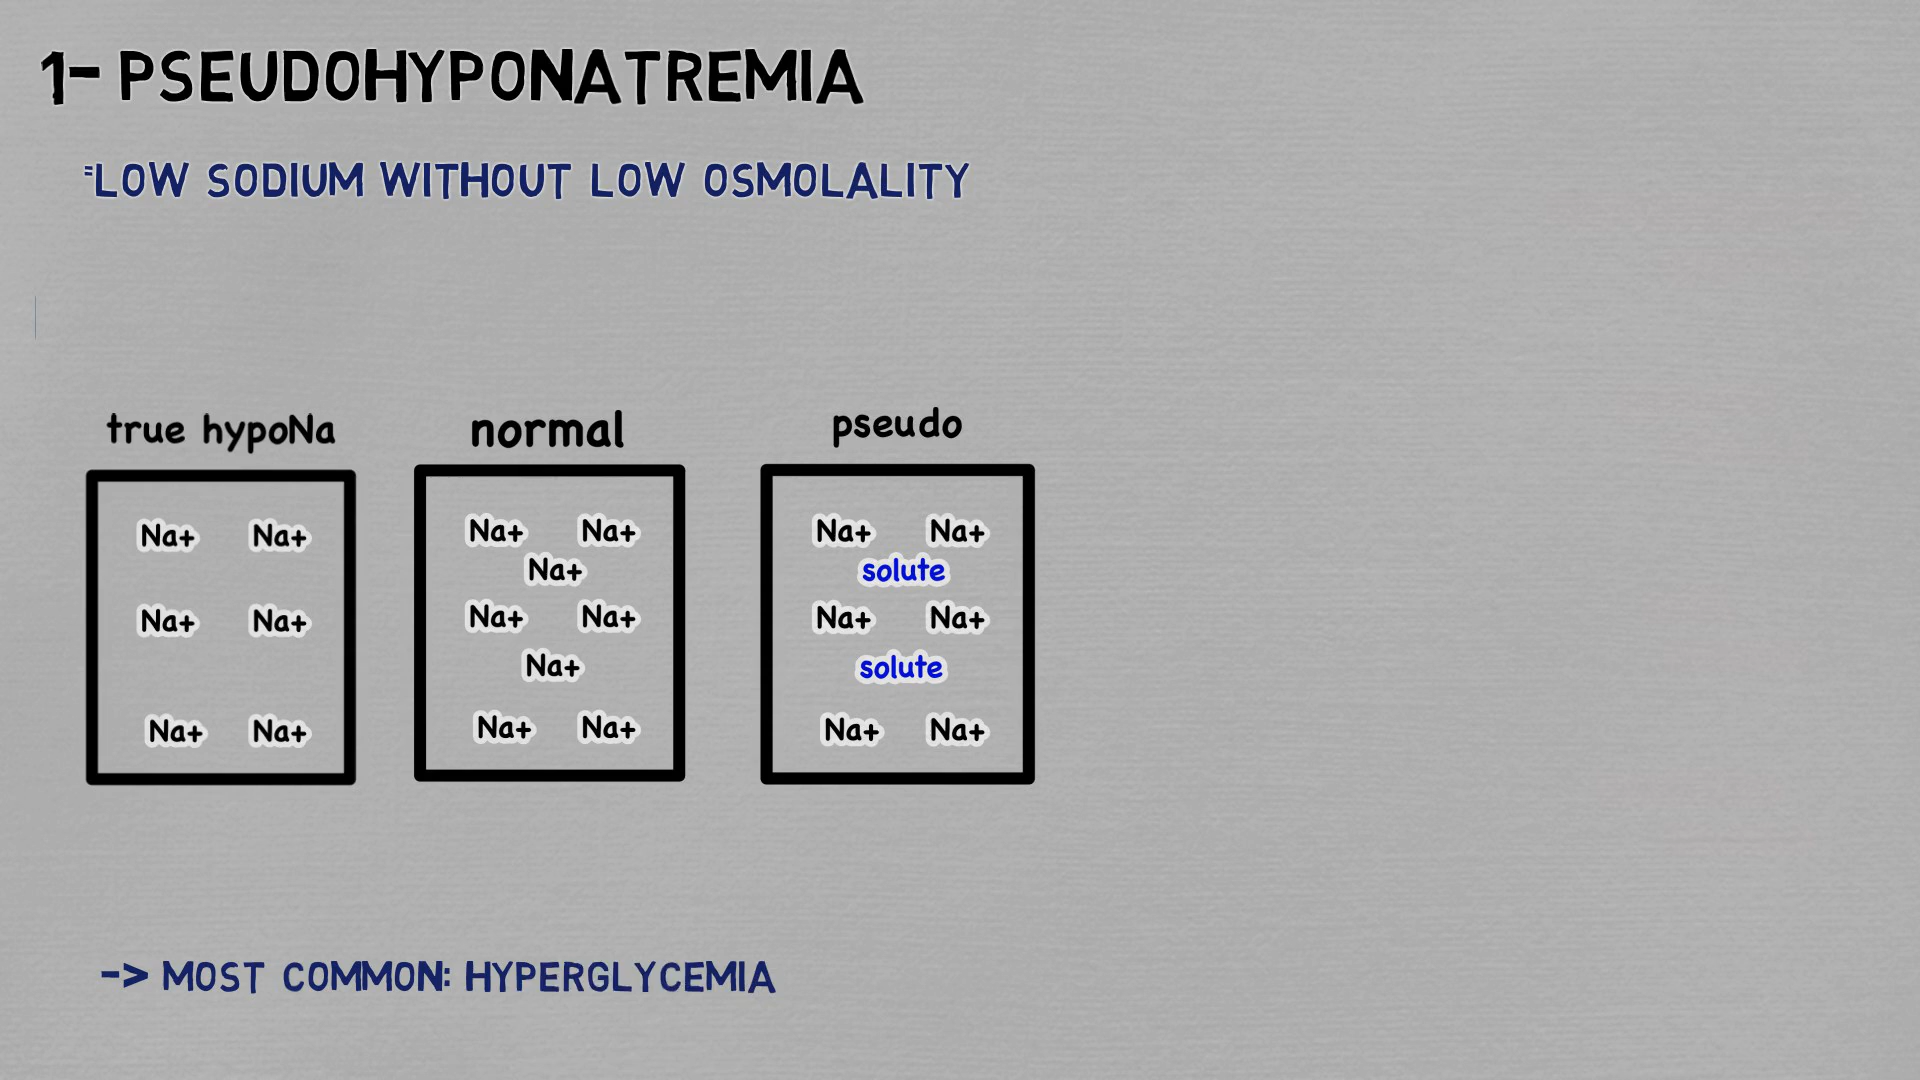 1- PSEUDOHYPONATREMIA
=LOW SODIUM WITHOUT LOW OSMOLALITY
true hypoNa
Na+ Na+
Na+ Na+
Na+ Na+
normal
Na+ Na+
Na+
Na+ Na+
Na+
Na+ Na+
pseudo
Na+ Na+
solute
Na+ Na+
solute
Na+ Na+
-> MOST COMMON: HYPERGLYCEMIA